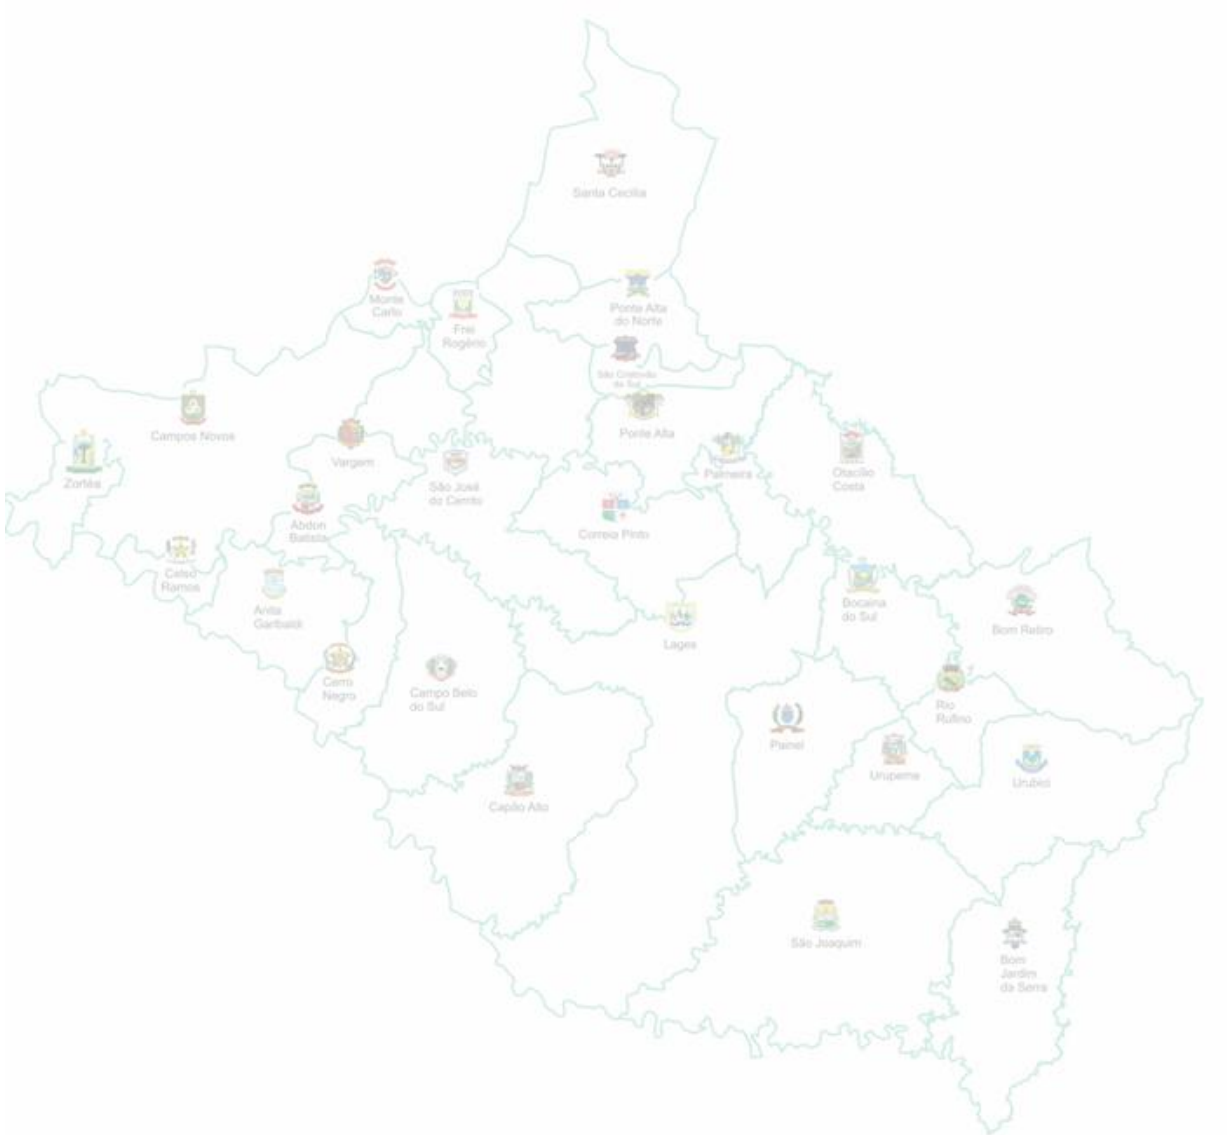 Santa Cecília
Monte
Carlo
Frei
Rogério
Ponte Alta
do Norte
São Cristovão
do Sul
Ponte Alta
Campos Novos
Zortéa
Vargem
São José
do Cerrito
Palmeira
Otacílio
Costa
Abdon
Batista
Correia Pinto
Celso
Ramos
Anita
Garibaldi
Bocaina
do Sul
Bom Retiro
Lages
Cerro
Negro
Campo Belo
do Sul
Rio
Rufino
Painel
Urupema
Urubici
Capão Alto
São Joaquim
Bom
Jardim
da Serra